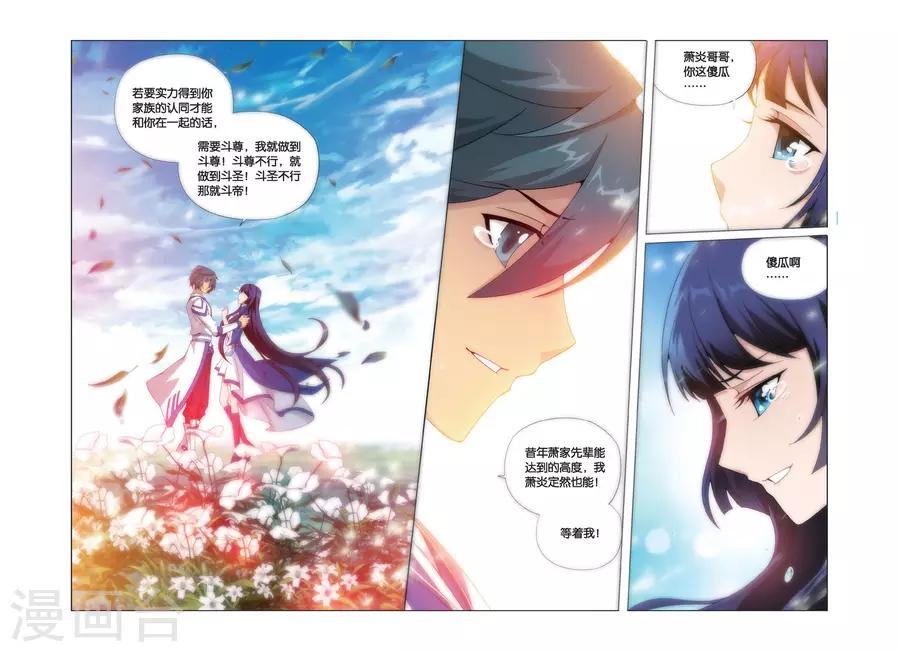 若要实力得到你
家族的认同才能
和你在一起的话，
需要斗尊，我就做到
斗尊！斗尊不行，就
做到斗圣！斗圣不行
那就斗帝！
昔年萧家先辈能
达到的高度，我
萧炎定然也能！
等着我！
萧炎哥哥，
你这傻瓜
……
傻瓜啊
……
漫画台